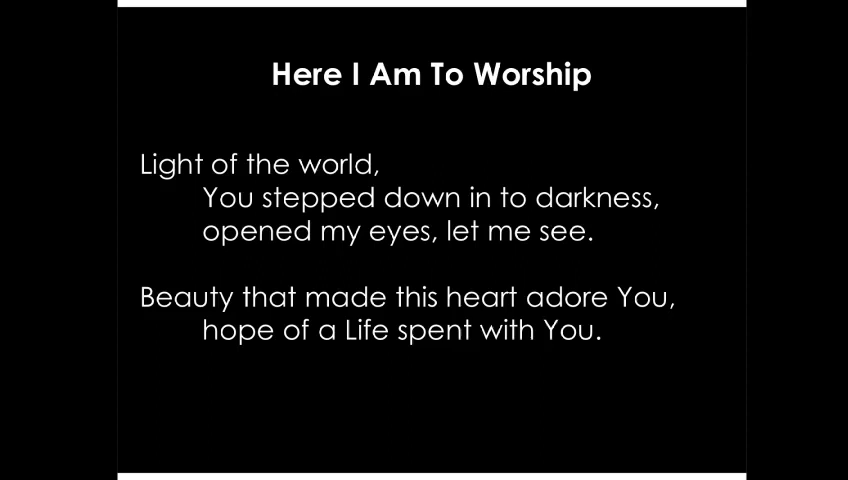 Here I Am To Worship
Light of the world,
You stepped down in to darkness,
opened my eyes, let me see.
Beauty that made this heart adore You,
hope of a Life spent with You.